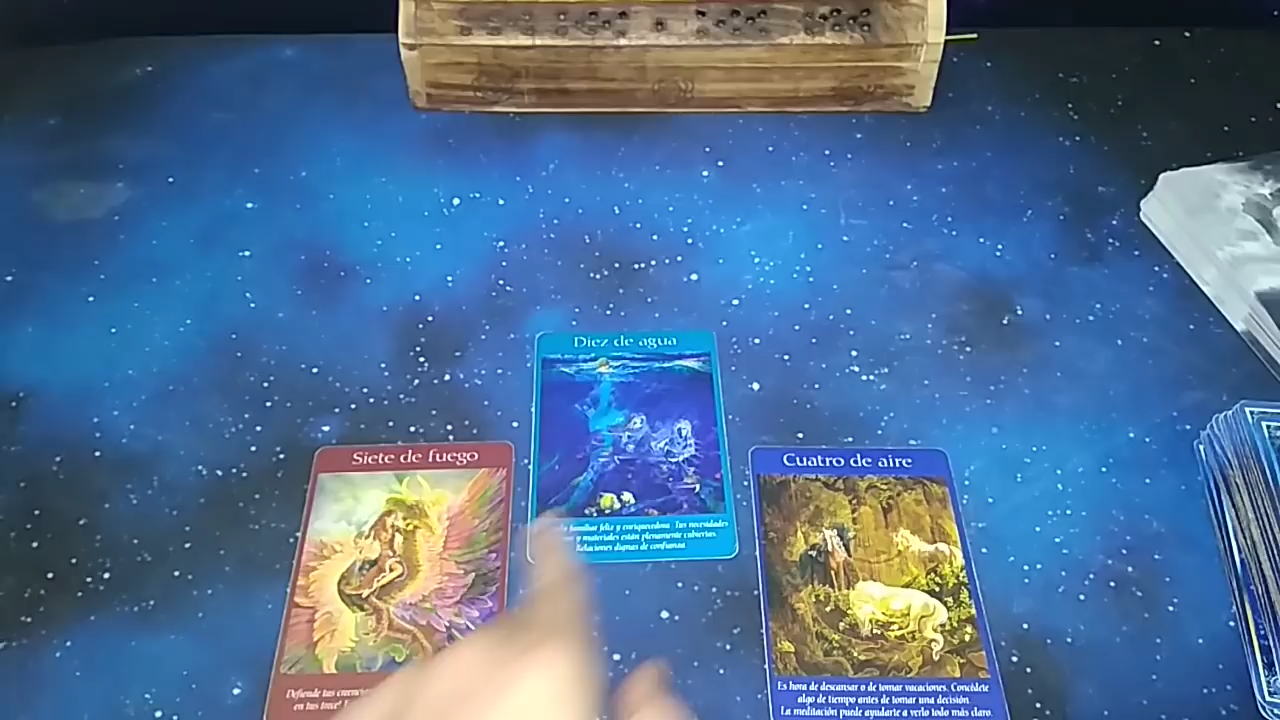 Diez de agua
familiar feliz y enriquecedora. Tus necesidades
y materiales están plenamente cubiertas.
Relaciones dignas de confianza
Siete de fuego
Defiende tus
en tus trece!
Cuatro de aire
Es hora de descansar o de tomar vacaciones. Concédete
algo de tiempo antes de tomar una decisión.
La meditación puede ayudarte a verlo todo más claro.